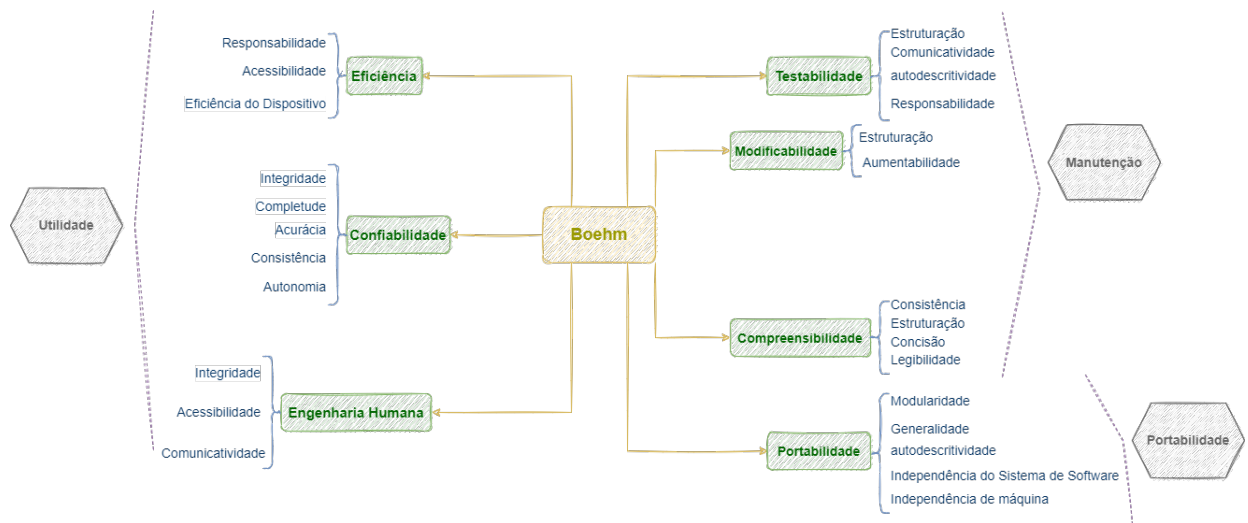 Utilidade
Responsabilidade
Acessibilidade
Eficiência do Dispositivo
Eficiência
Integridade
Completude
Acurácia
Consistência
Autonomia
Confiabilidade
Integridade
Acessibilidade
Comunicatividade
Engenharia Humana
Boehm
Testabilidade
Estruturação
Comunicatividade
autodescritividade
Responsabilidade
Modificabilidade
Estruturação
Aumentabilidade
Compreensibilidade
Consistência
Estruturação
Concisão
Legibilidade
Manutenção
Portabilidade
Modularidade
Generalidade
autodescritividade
Independência do Sistema de Software
Independência de máquina
Portabilidade